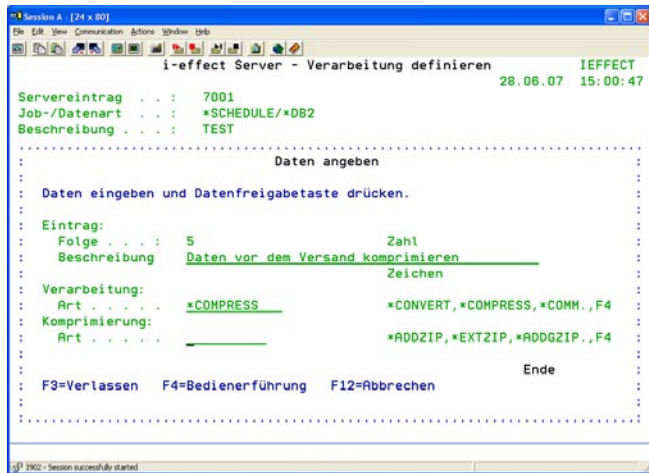 Session A - [24 x 80]
File Edit View Communication Actions Window Help
i-effect Server - Verarbeitung definieren IEFFECT
28.06.07 15:00:47
Servereintrag . . : 7001
Job-/Datenart . . : *SCHEDULE/*DB2
Beschreibung . . . : TEST
Daten angeben
Daten eingeben und Datenfreigabetaste drücken.
Eintrag:
Folge . . . . : 5 Zahl
Beschreibung Daten vor dem Versand komprimieren
Zeichen
Verarbeitung:
Art . . . . . *COMPRESS *CONVERT,*COMPRESS,*COMM.,F4
Komprimierung:
Art . . . . . *ADDZIP,*EXTZIP,*ADDGZIP.,F4
Ende
F3=Verlassen F4=Bedienerführung F12=Abbrechen
I902 - Session successfully started